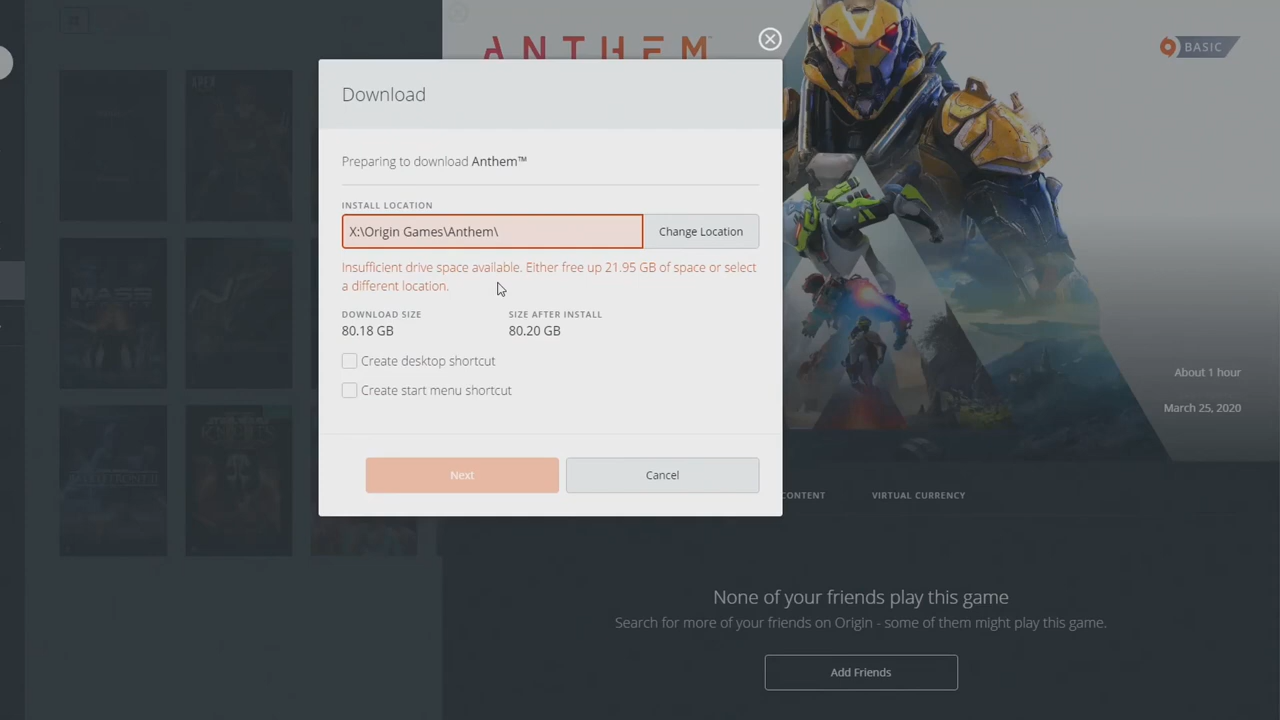 ANTHEM™
BASIC
Download
Preparing to download Anthem™
INSTALL LOCATION
X:\Origin Games\Anthem\
Change Location
Insufficient drive space available. Either free up 21.95 GB of space or select
a different location.
DOWNLOAD SIZE
SIZE AFTER INSTALL
80.18 GB
80.20 GB
Create desktop shortcut
Create start menu shortcut
Next
Cancel
APEX
MASS
About 1 hour
March 25, 2020
CONTENT
VIRTUAL CURRENCY
None of your friends play this game
Search for more of your friends on Origin - some of them might play this game.
Add Friends